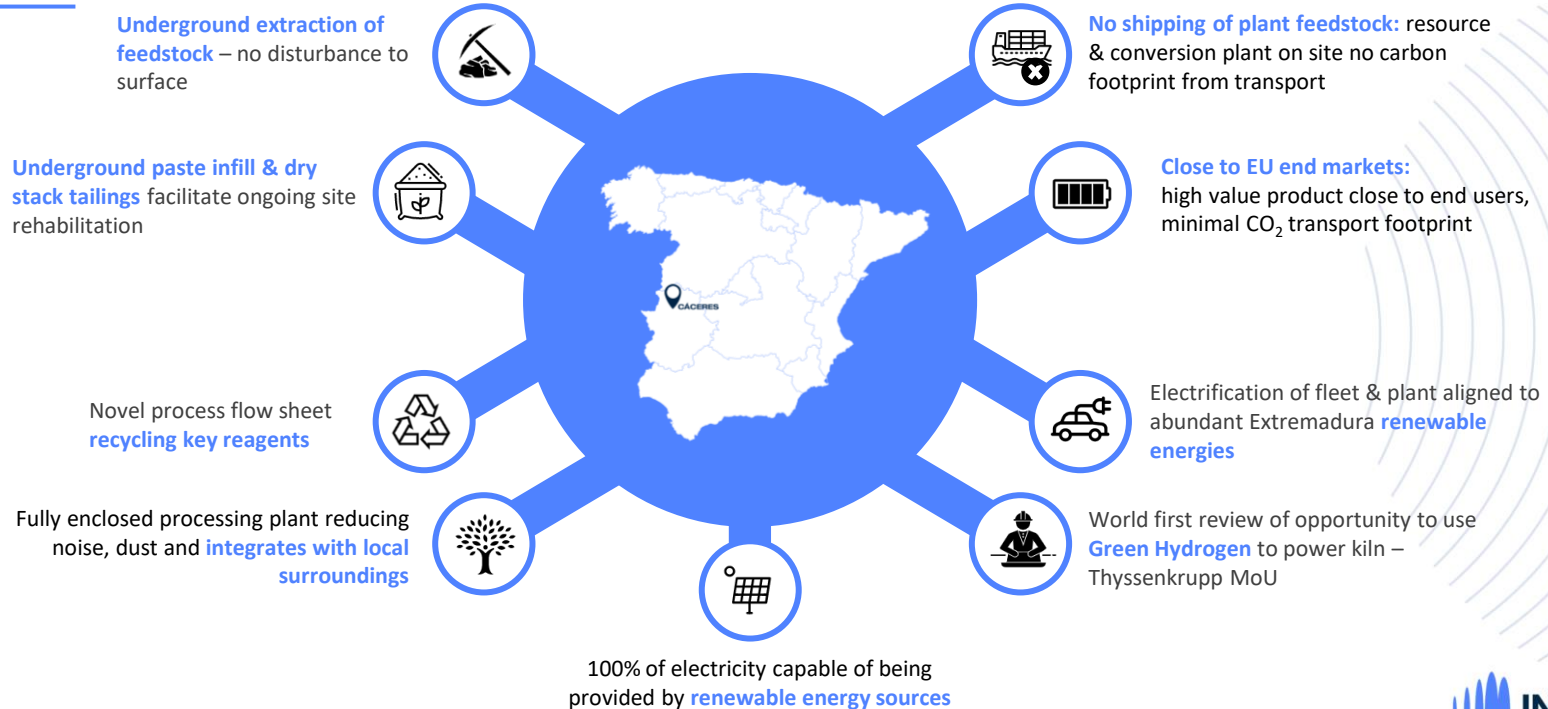 Underground extraction of
feedstock – no disturbance to
surface
No shipping of plant feedstock: resource
& conversion plant on site no carbon
footprint from transport
Underground paste infill & dry
stack tailings facilitate ongoing site
rehabilitation
Close to EU end markets:
high value product close to end users,
minimal CO₂ transport footprint
CÁCERES
Novel process flow sheet
recycling key reagents
Electrification of fleet & plant aligned to
abundant Extremadura renewable
energies
Fully enclosed processing plant reducing
noise, dust and integrates with local
surroundings
World first review of opportunity to use
Green Hydrogen to power kiln –
Thyssenkrupp MoU
100% of electricity capable of being
provided by renewable energy sources